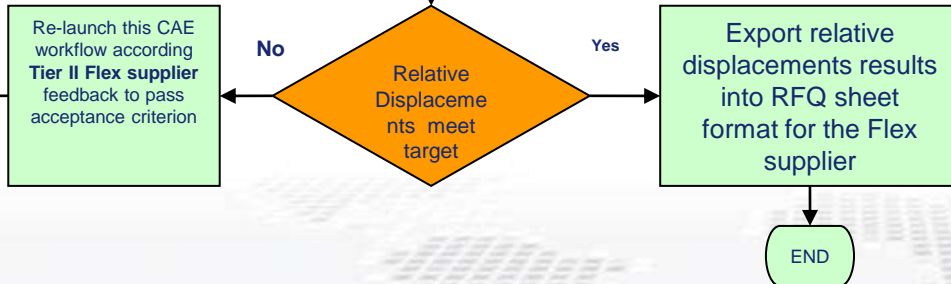 Re-launch this CAE
workflow according
Tier II Flex supplier
feedback to pass
acceptance criterion
No
Relative
Displaceme
nts meet
target
Yes
Export relative
displacements results
into RFQ sheet
format for the Flex
supplier
END